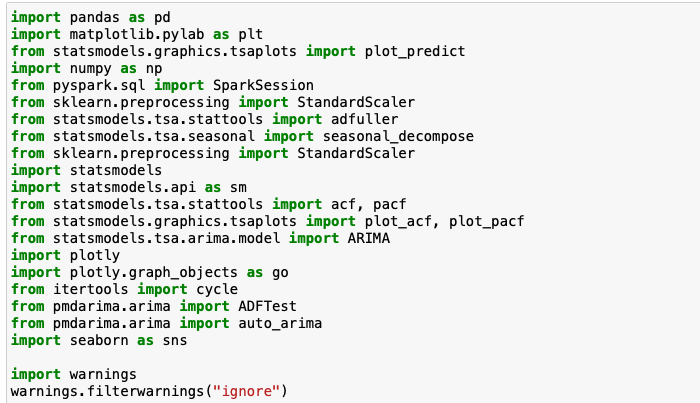 import pandas as pd
import matplotlib.pylab as plt
from statsmodels.graphics.tsaplots import plot_predict
import numpy as np
from pyspark.sql import SparkSession
from sklearn.preprocessing import StandardScaler
from statsmodels.tsa.stattools import adfuller
from statsmodels.tsa.seasonal import seasonal_decompose
from sklearn.preprocessing import StandardScaler
import statsmodels
import statsmodels.api as sm
from statsmodels.tsa.stattools import acf, pacf
from statsmodels.graphics.tsaplots import plot_acf, plot_pacf
from statsmodels.tsa.arima.model import ARIMA
import plotly
import plotly.graph_objects as go
from itertools import cycle
from pmdarima.arima import ADFTest
from pmdarima.arima import auto_arima
import seaborn as sns

import warnings
warnings.filterwarnings("ignore")